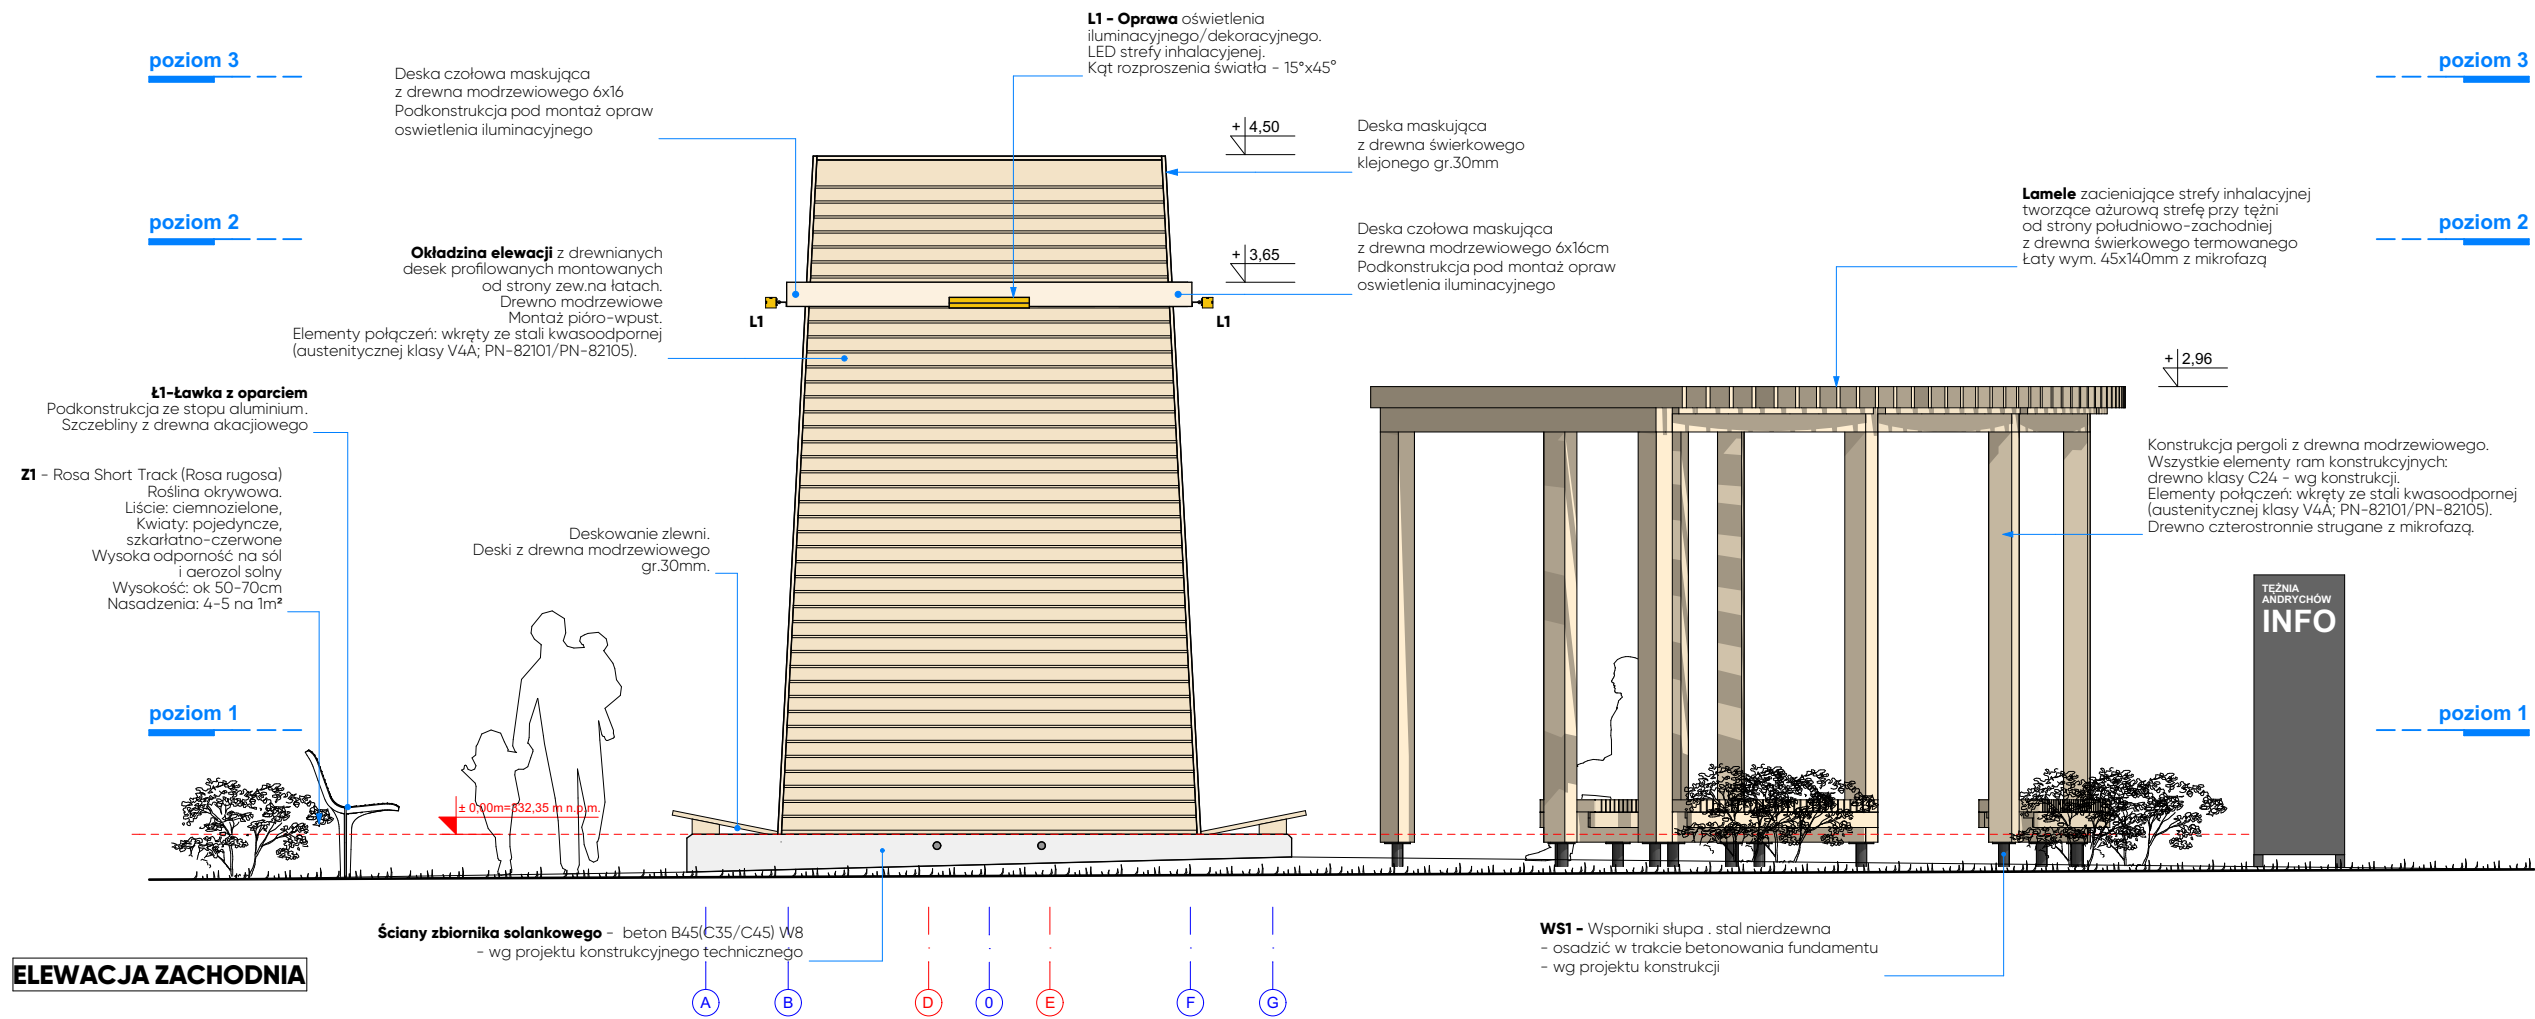 L1 - Oprawa oświetlenia
iluminacyjnego/dekoracyjnego.
LED strefy inhalacyjenej.
Kąt rozproszenia światła - 15°x45°
poziom 3
poziom 3
Deska czołowa maskująca
z drewna modrzewiowego 6x16
Podkonstrukcja pod montaż opraw
oswietlenia iluminacyjnego
+ 4,50
Deska maskująca
z drewna świerkowego
klejonego gr.30mm
Lamele zacieniające strefy inhalacyjnej
tworzące ażurową strefę przy tężni
od strony południowo-zachodniej
z drewna świerkowego termowanego
Łaty wym. 45x140mm z mikrofazą
poziom 2
poziom 2
Okładzina elewacji z drewnianych
desek profilowanych montowanych
od strony zew.na łatach.
Drewno modrzewiowe
Montaż pióro-wpust.
Elementy połączeń: wkręty ze stali kwasoodpornej
(austenitycznej klasy V4A; PN-82101/PN-82105).
+ 3,65
Deska czołowa maskująca
z drewna modrzewiowego 6x16cm
Podkonstrukcja pod montaż opraw
oswietlenia iluminacyjnego
L1
L1
+ 2,96
Ł1-Ławka z oparciem
Podkonstrukcja ze stopu aluminium.
Szczebliny z drewna akacjiowego
Z1 - Rosa Short Track (Rosa rugosa)
Roślina okrywowa.
Liście: ciemnozielone,
Kwiaty: pojedyncze,
szkarłatno-czerwone
Wysoka odporność na sól
i aerozol solny
Wysokość: ok 50-70cm
Nasadzenia: 4-5 na 1m²
Konstrukcja pergoli z drewna modrzewiowego.
Wszystkie elementy ram konstrukcyjnych:
drewno klasy C24 - wg konstrukcji.
Elementy połączeń: wkręty ze stali kwasoodpornej
(austenitycznej klasy V4A; PN-82101/PN-82105).
Drewno czterostronnie strugane z mikrofazą.
Deskowanie zlewni.
Deski z drewna modrzewiowego
gr.30mm.
TĘŻNIA
ANDRYCHÓW
INFO
poziom 1
poziom 1
± 0,00m=332,35 m n.p.m.
Ściany zbiornika solankowego - beton B45(C35/C45) W8
- wg projektu konstrukcyjnego technicznego
WS1 - Wsporniki słupa . stal nierdzewna
- osadzić w trakcie betonowania fundamentu
- wg projektu konstrukcji
ELEWACJA ZACHODNIA
A B D 0 E F G